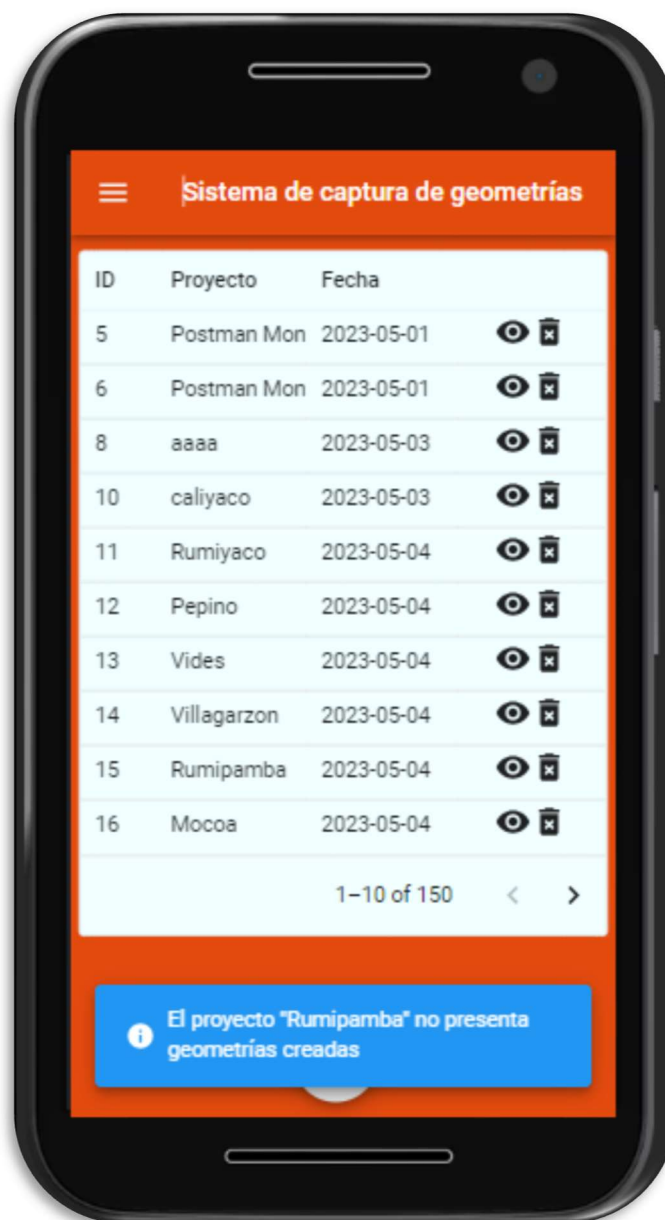 Sistema de captura de geometrías
ID Proyecto Fecha
5 Postman Mon 2023-05-01
6 Postman Mon 2023-05-01
8 aaaa 2023-05-03
10 caliyaco 2023-05-03
11 Rumiyaco 2023-05-04
12 Pepino 2023-05-04
13 Vides 2023-05-04
14 Villagarzon 2023-05-04
15 Rumipamba 2023-05-04
16 Mocoa 2023-05-04
1–10 of 150
El proyecto "Rumipamba" no presenta
geometrías creadas